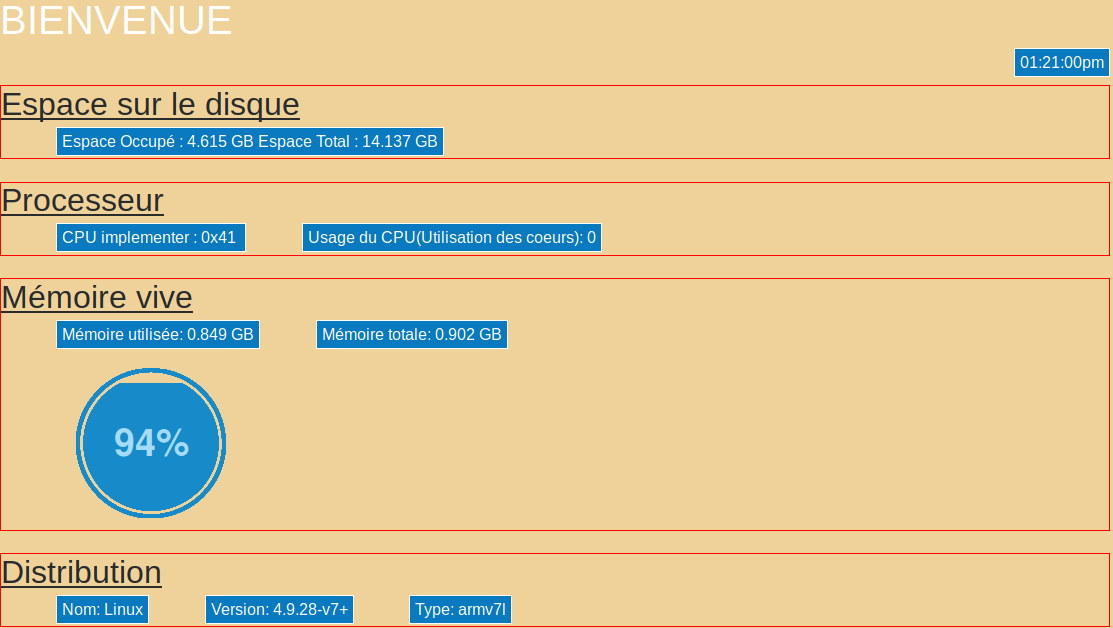 BIENVENUE
01:21:00pm
Espace sur le disque
Espace Occupé : 4.615 GB Espace Total : 14.137 GB
Processeur
CPU implementer : 0x41 Usage du CPU(Utilisation des coeurs): 0
Mémoire vive
Mémoire utilisée: 0.849 GB Mémoire totale: 0.902 GB
94%
Distribution
Nom: Linux Version: 4.9.28-v7+ Type: armv7l